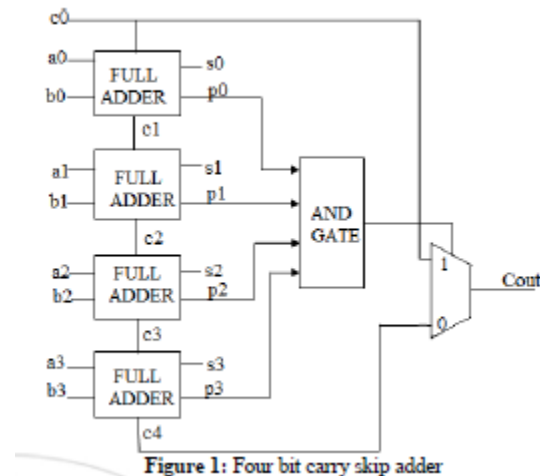 c0
a0
FULL
ADDER
s0
b0
p0
c1
a1
FULL
ADDER
s1
b1
p1
AND
GATE
c2
a2
FULL
ADDER
s2
b2
p2
1
Cout
0
c3
a3
FULL
ADDER
s3
b3
p3
c4
Figure 1: Four bit carry skip adder